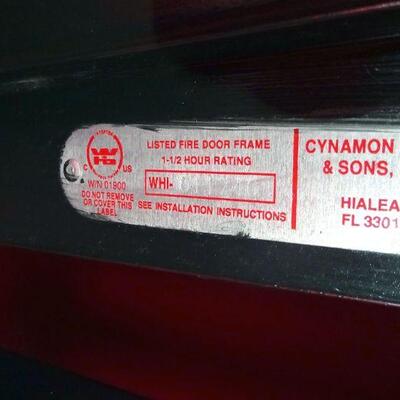 C US
W/N 01900
DO NOT REMOVE
OR COVER THIS
LABEL
LISTED FIRE DOOR FRAME
1-1/2 HOUR RATING
WHI-
SEE INSTALLATION INSTRUCTIONS
CYNAMON
& SONS,
HIALEA
FL 3301